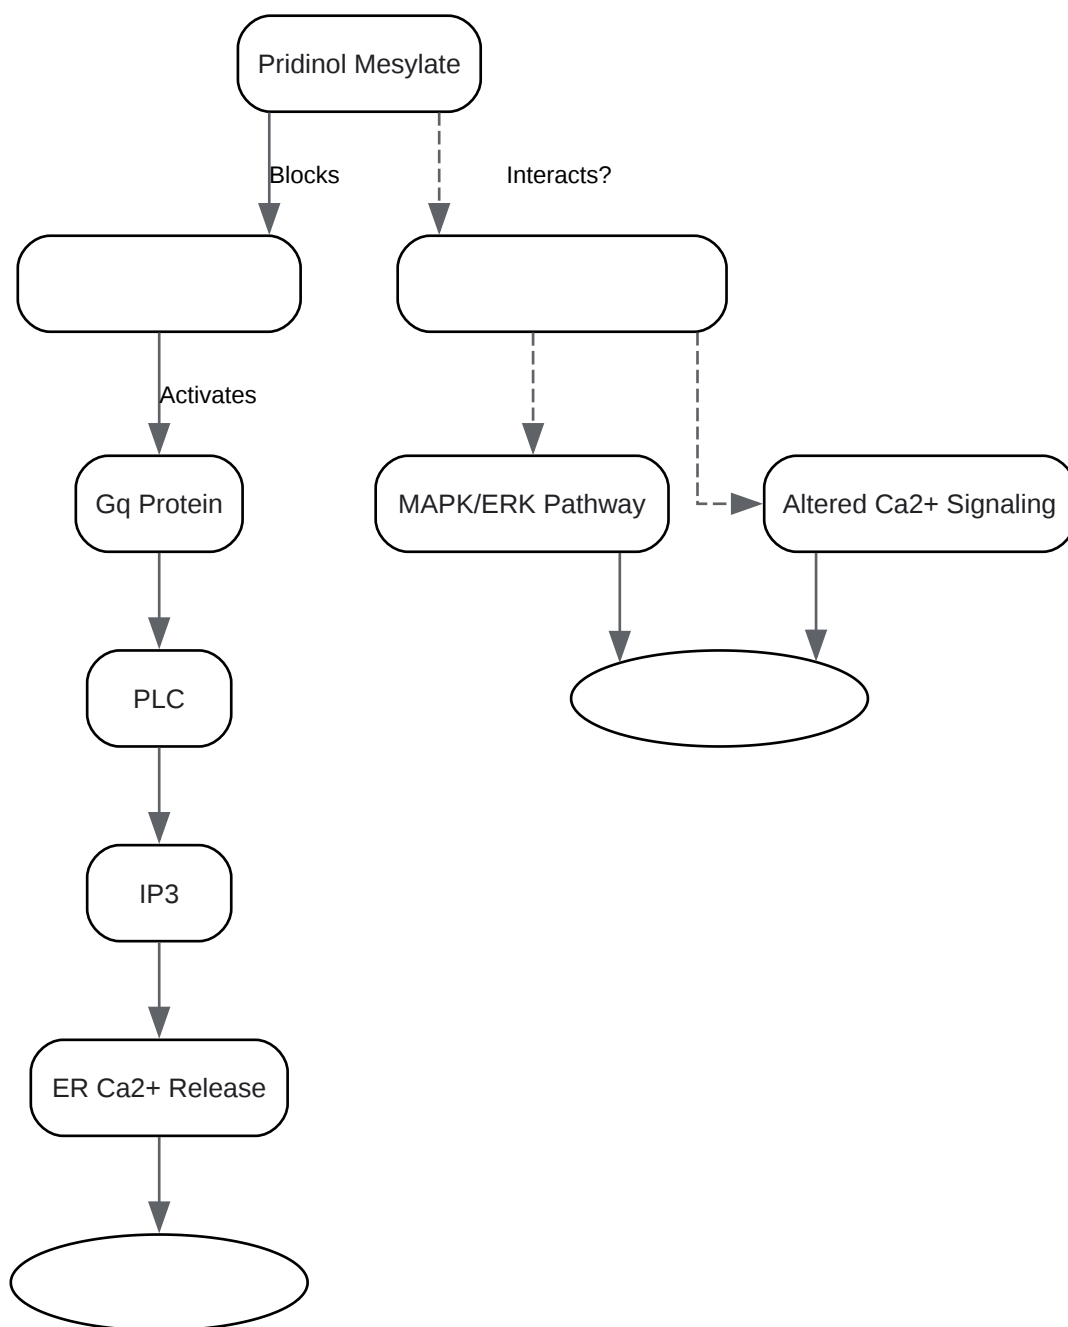 Pridinol Mesylate
Blocks
Interacts?
Activates
Gq Protein
MAPK/ERK Pathway
Altered Ca2+ Signaling
PLC
IP3
ER Ca2+ Release